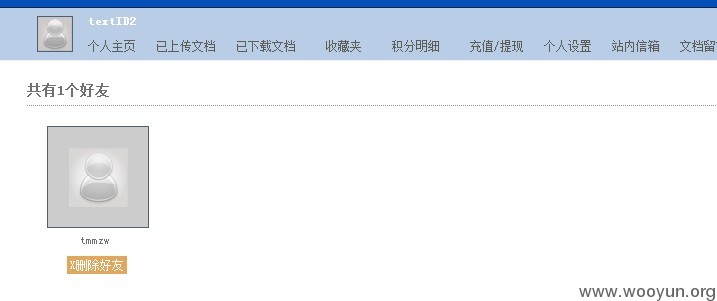 textID2
个人主页 已上传文档 已下载文档 收藏夹 积分明细 充值/提现 个人设置 站内信箱 文档留
共有1个好友
tmmzw
X删除好友
www.wooyun.org